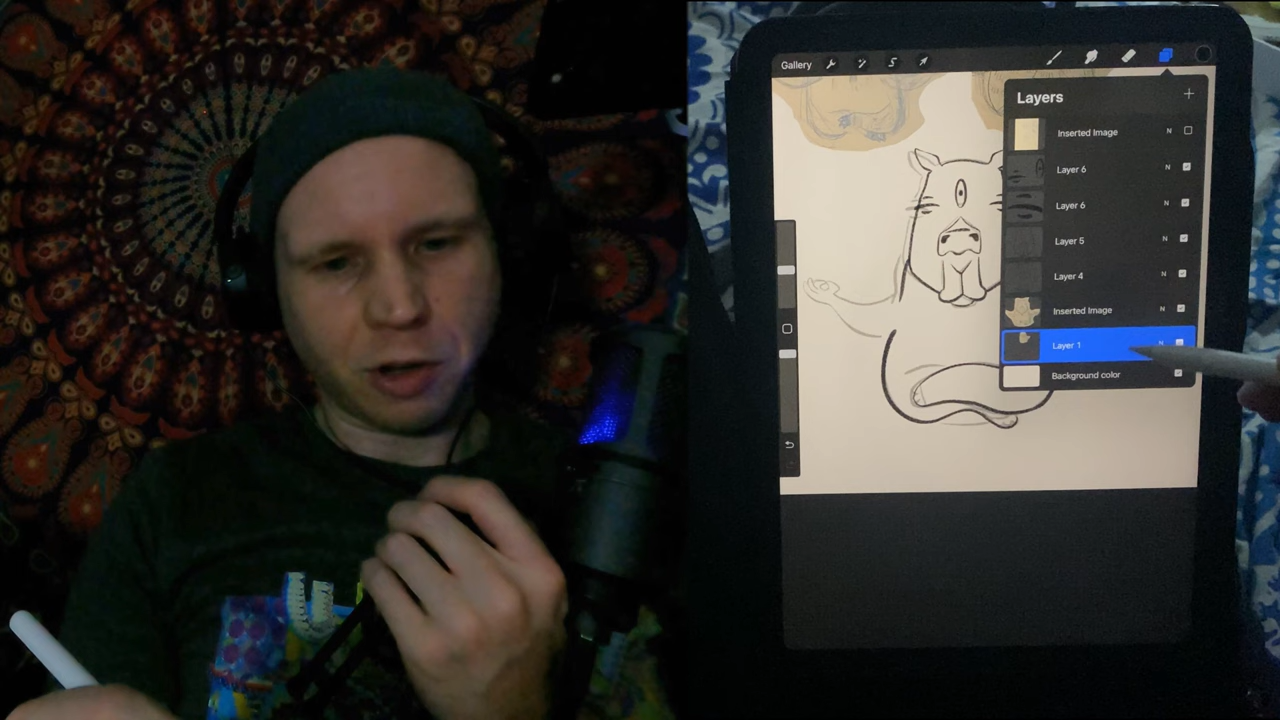 Gallery
Layers
Inserted Image N
Layer 6 N
Layer 6 N
Layer 5 N
Layer 4 N
Inserted Image N
Layer 1 N
Background color